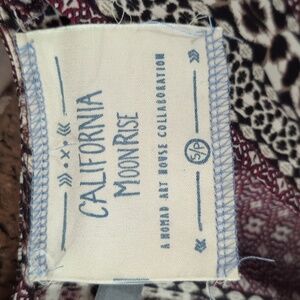 CALIFORNIA
MOONRISE
A NOMAD ART HOUSE COLLABORATION
S/P